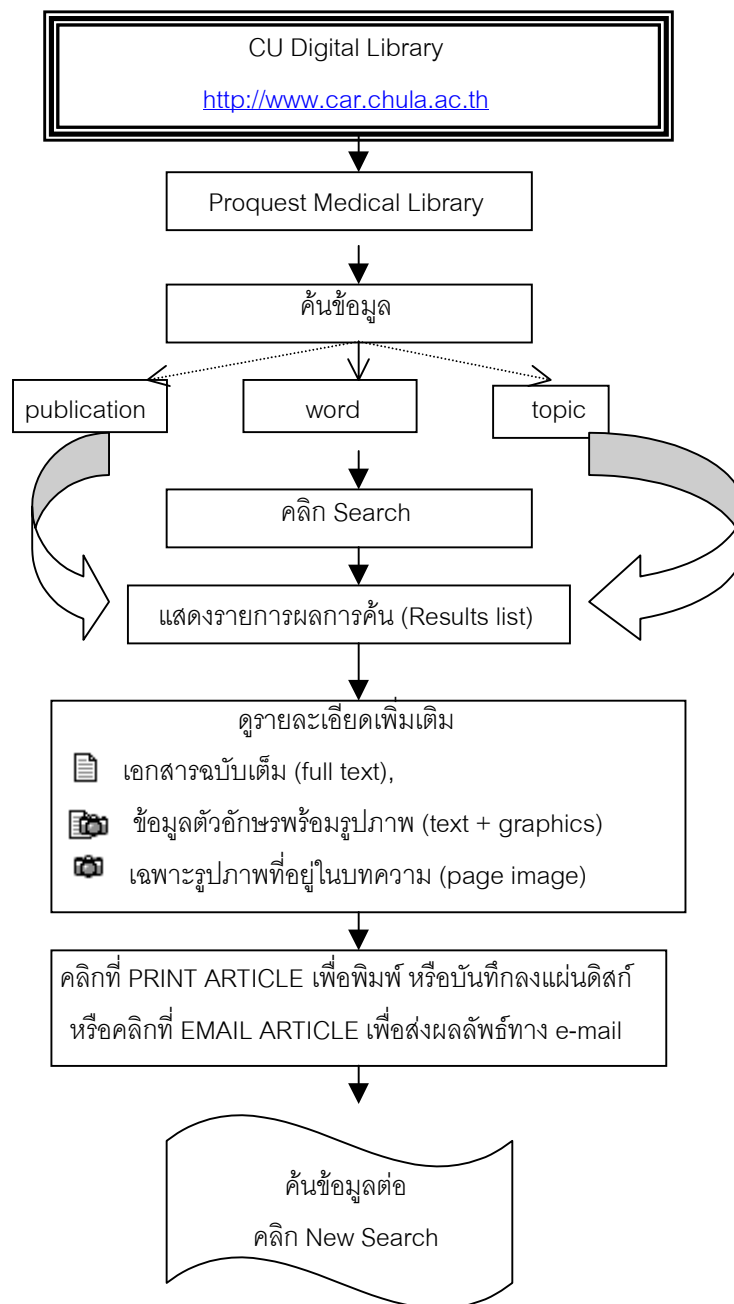 CU Digital Library
http://www.car.chula.ac.th
Proquest Medical Library
ค้นข้อมูล
publication
word
topic
คลิก Search
แสดงรายการผลการค้น (Results list)
ดูรายละเอียดเพิ่มเติม
เอกสารฉบับเต็ม (full text),
ข้อมูลตัวอักษรพร้อมรูปภาพ (text + graphics)
เฉพาะรูปภาพที่อยู่ในบทความ (page image)
คลิกที่ PRINT ARTICLE เพื่อพิมพ์ หรือบันทึกลงแผ่นดิสก์
หรือคลิกที่ EMAIL ARTICLE เพื่อส่งผลลัพธ์ทาง e-mail
ค้นข้อมูลต่อ
คลิก New Search